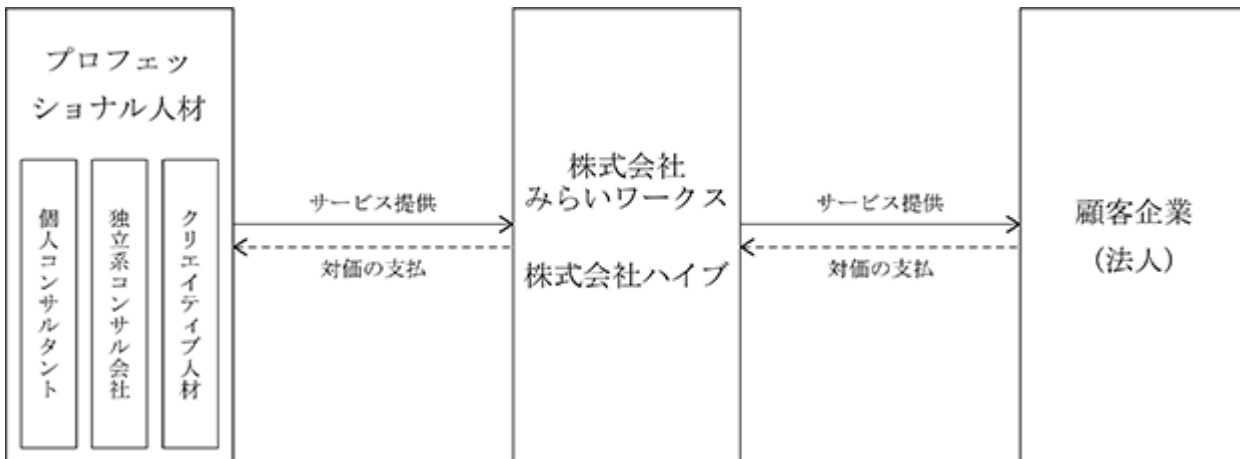 プロフェッ
ショナル人材
個人コンサルタント
独立系コンサル会社
クリエイティブ人材
サービス提供
対価の支払
株式会社
みらいワークス
株式会社ハイブ
サービス提供
対価の支払
顧客企業
(法人)